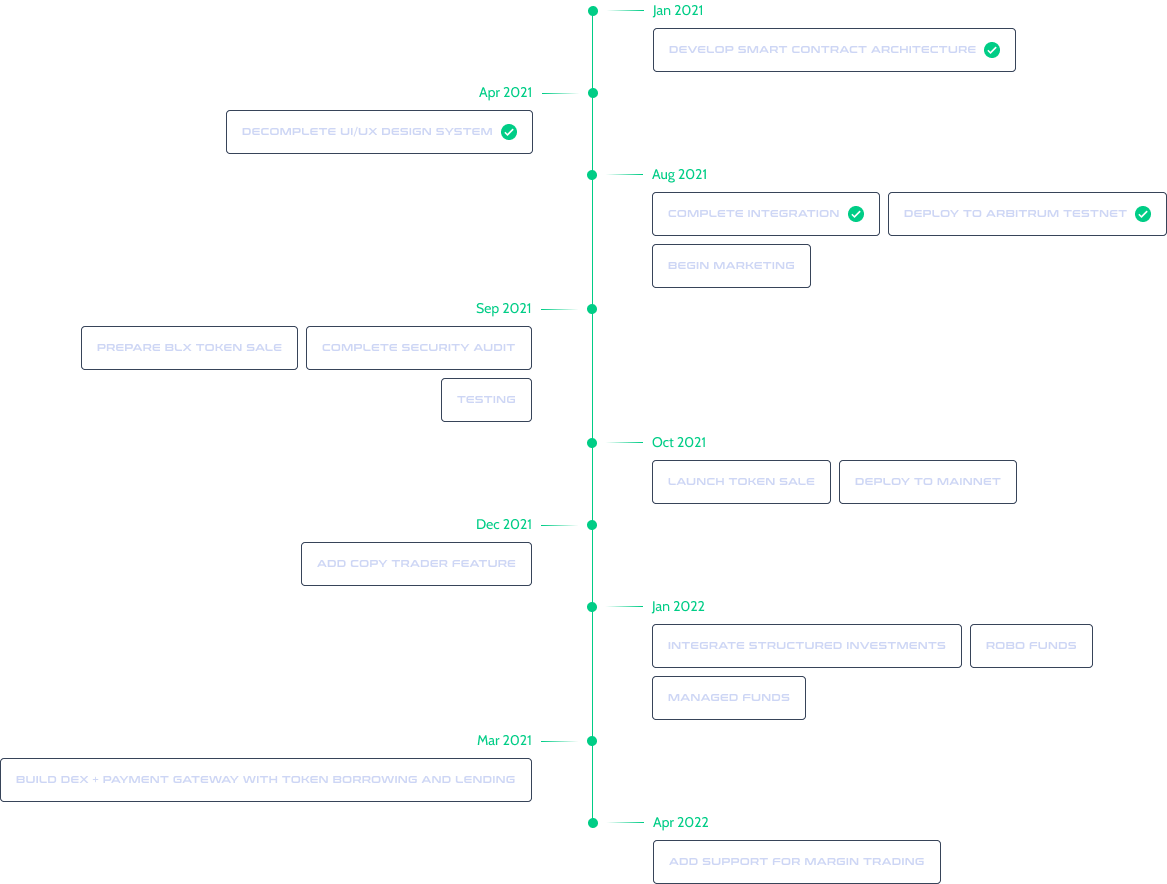 Jan 2021
DEVELOP SMART CONTRACT ARCHITECTURE
Apr 2021
DECOMPLETE UI/UX DESIGN SYSTEM
Aug 2021
COMPLETE INTEGRATION
DEPLOY TO ARBITRUM TESTNET
BEGIN MARKETING
Sep 2021
PREPARE BLX TOKEN SALE
COMPLETE SECURITY AUDIT
TESTING
Oct 2021
LAUNCH TOKEN SALE
DEPLOY TO MAINNET
Dec 2021
ADD COPY TRADER FEATURE
Jan 2022
INTEGRATE STRUCTURED INVESTMENTS
ROBO FUNDS
MANAGED FUNDS
Mar 2021
BUILD DEX + PAYMENT GATEWAY WITH TOKEN BORROWING AND LENDING
Apr 2022
ADD SUPPORT FOR MARGIN TRADING